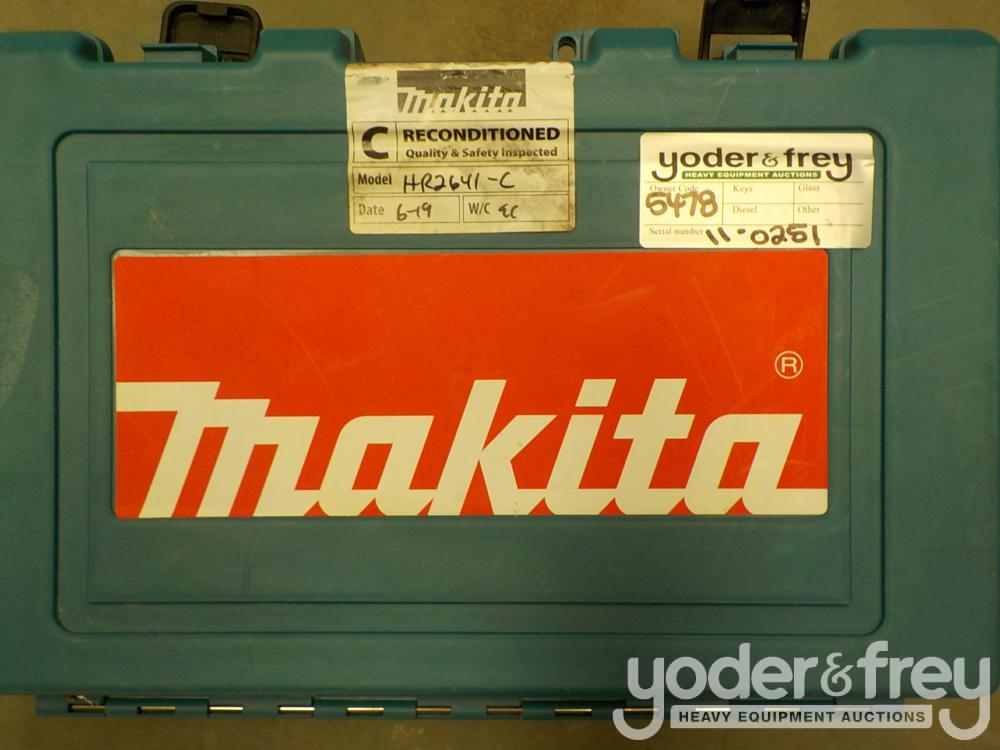 makita
C RECONDITIONED
Quality & Safety Inspected
Model HR2641-C
Date 6-19 W/C EC
yoder & frey
HEAVY EQUIPMENT AUCTIONS
Owner Code Keys Glass
5478
Diesel Other
Serial number 11-0251
makita ®
yoder & frey
HEAVY EQUIPMENT AUCTIONS